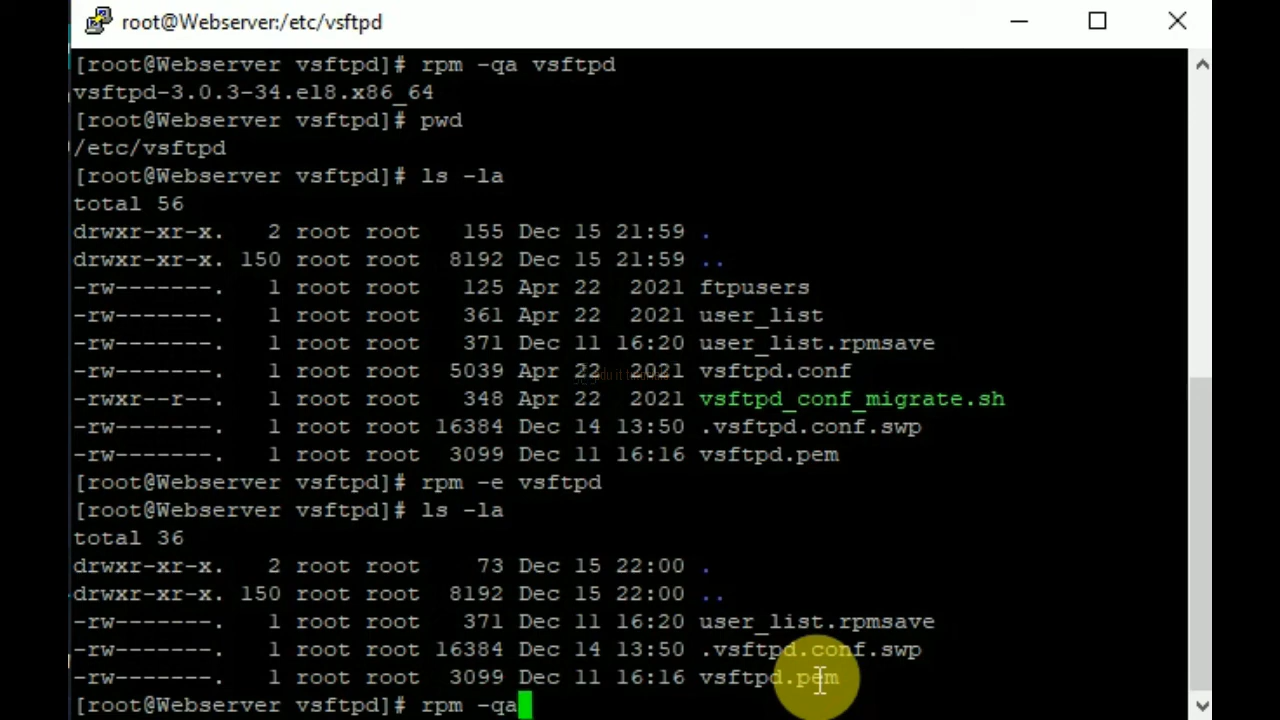 root@Webserver:/etc/vsftpd
[root@Webserver vsftpd]# rpm -qa vsftpd
vsftpd-3.0.3-34.el8.x86_64
[root@Webserver vsftpd]# pwd
/etc/vsftpd
[root@Webserver vsftpd]# ls -la
total 56
drwxr-xr-x.   2 root root   155 Dec 15 21:59 .
drwxr-xr-x. 150 root root  8192 Dec 15 21:59 ..
-rw-------.   1 root root   125 Apr 22  2021 ftpusers
-rw-------.   1 root root   361 Apr 22  2021 user_list
-rw-------.   1 root root   371 Dec 11 16:20 user_list.rpmsave
-rw-------.   1 root root  5039 Apr 22  2021 vsftpd.conf
-rwxr--r--.   1 root root   348 Apr 22  2021 vsftpd_conf_migrate.sh
-rw-------.   1 root root 16384 Dec 14 13:50 .vsftpd.conf.swp
-rw-------.   1 root root  3099 Dec 11 16:16 vsftpd.pem
[root@Webserver vsftpd]# rpm -e vsftpd
[root@Webserver vsftpd]# ls -la
total 36
drwxr-xr-x.   2 root root    73 Dec 15 22:00 .
drwxr-xr-x. 150 root root  8192 Dec 15 22:00 ..
-rw-------.   1 root root   371 Dec 11 16:20 user_list.rpmsave
-rw-------.   1 root root 16384 Dec 14 13:50 .vsftpd.conf.swp
-rw-------.   1 root root  3099 Dec 11 16:16 vsftpd.pem
[root@Webserver vsftpd]# rpm -qa